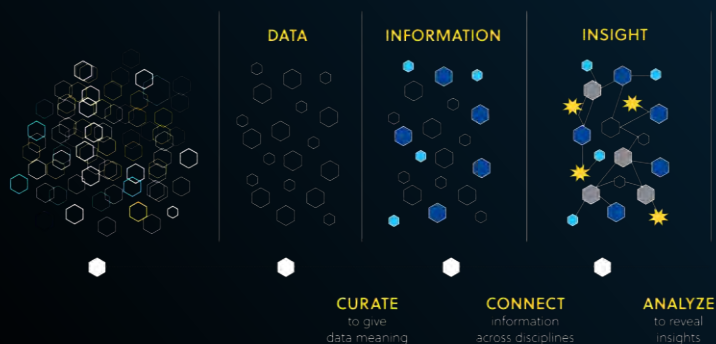 DATA
INFORMATION
INSIGHT
CURATE
to give
data meaning
CONNECT
information
across disciplines
ANALYZE
to reveal
insights